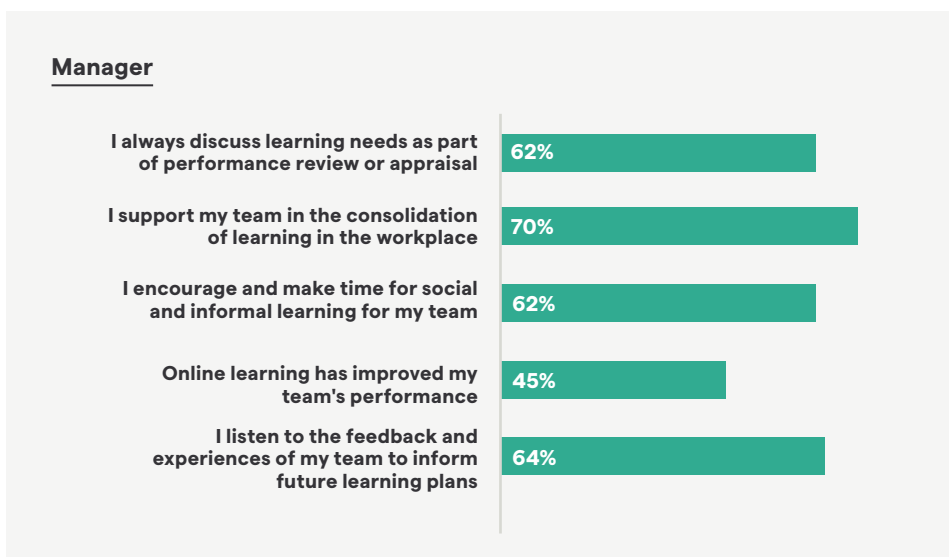 Manager
I always discuss learning needs as part
of performance review or appraisal
62%
I support my team in the consolidation
of learning in the workplace
70%
I encourage and make time for social
and informal learning for my team
62%
Online learning has improved my
team's performance
45%
I listen to the feedback and
experiences of my team to inform
future learning plans
64%